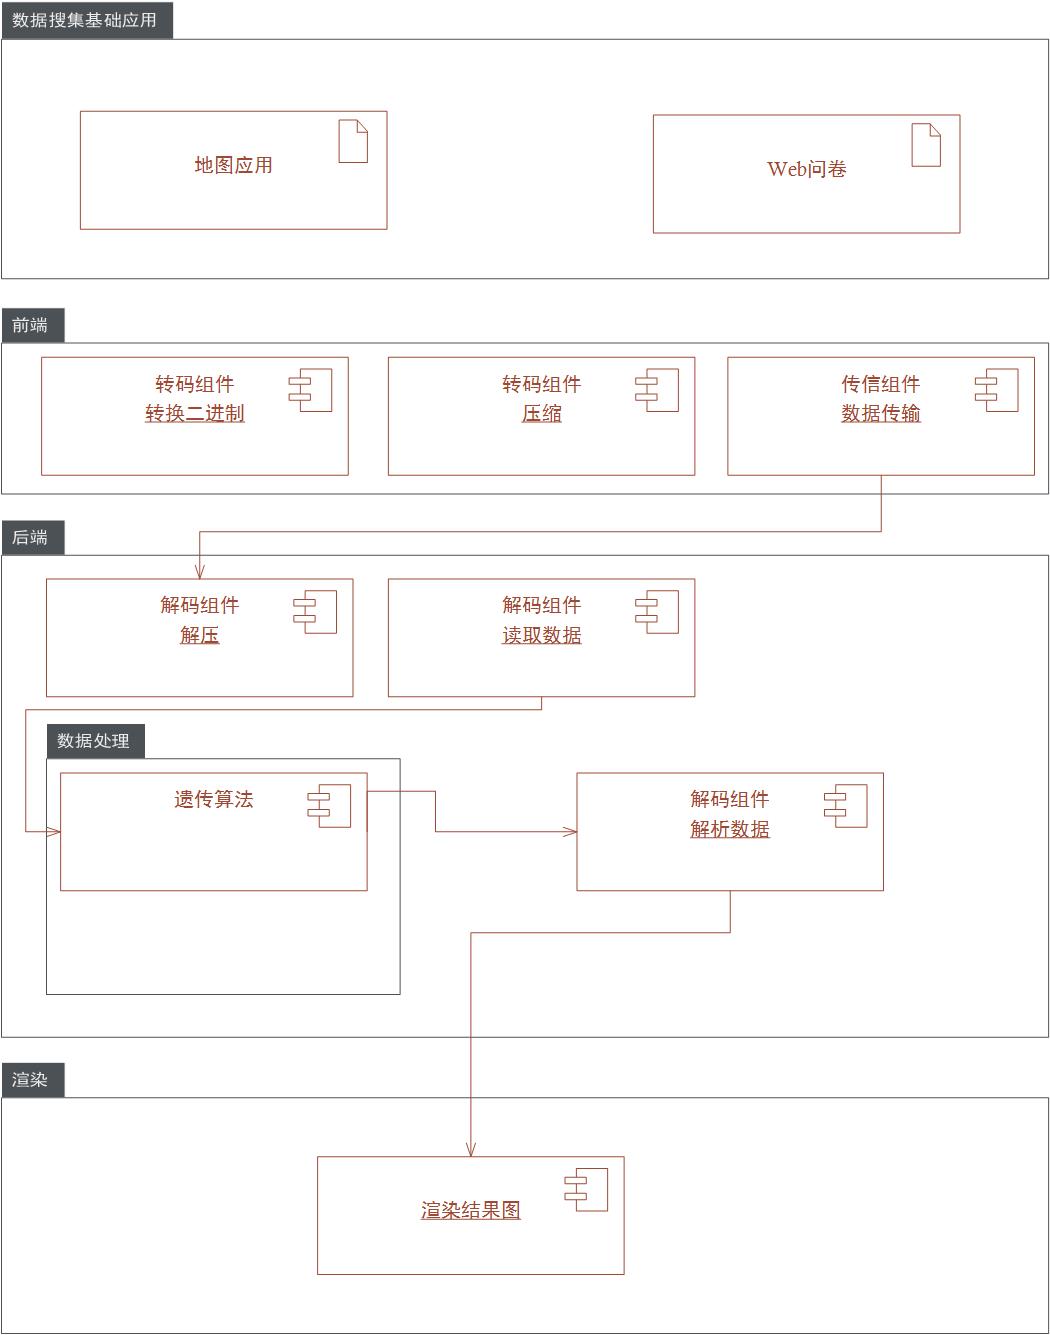 数据搜集基础应用
地图应用
Web问卷
前端
转码组件
转换二进制
转码组件
压缩
传信组件
数据传输
后端
解码组件
解压
解码组件
读取数据
数据处理
遗传算法
解码组件
解析数据
渲染
渲染结果图